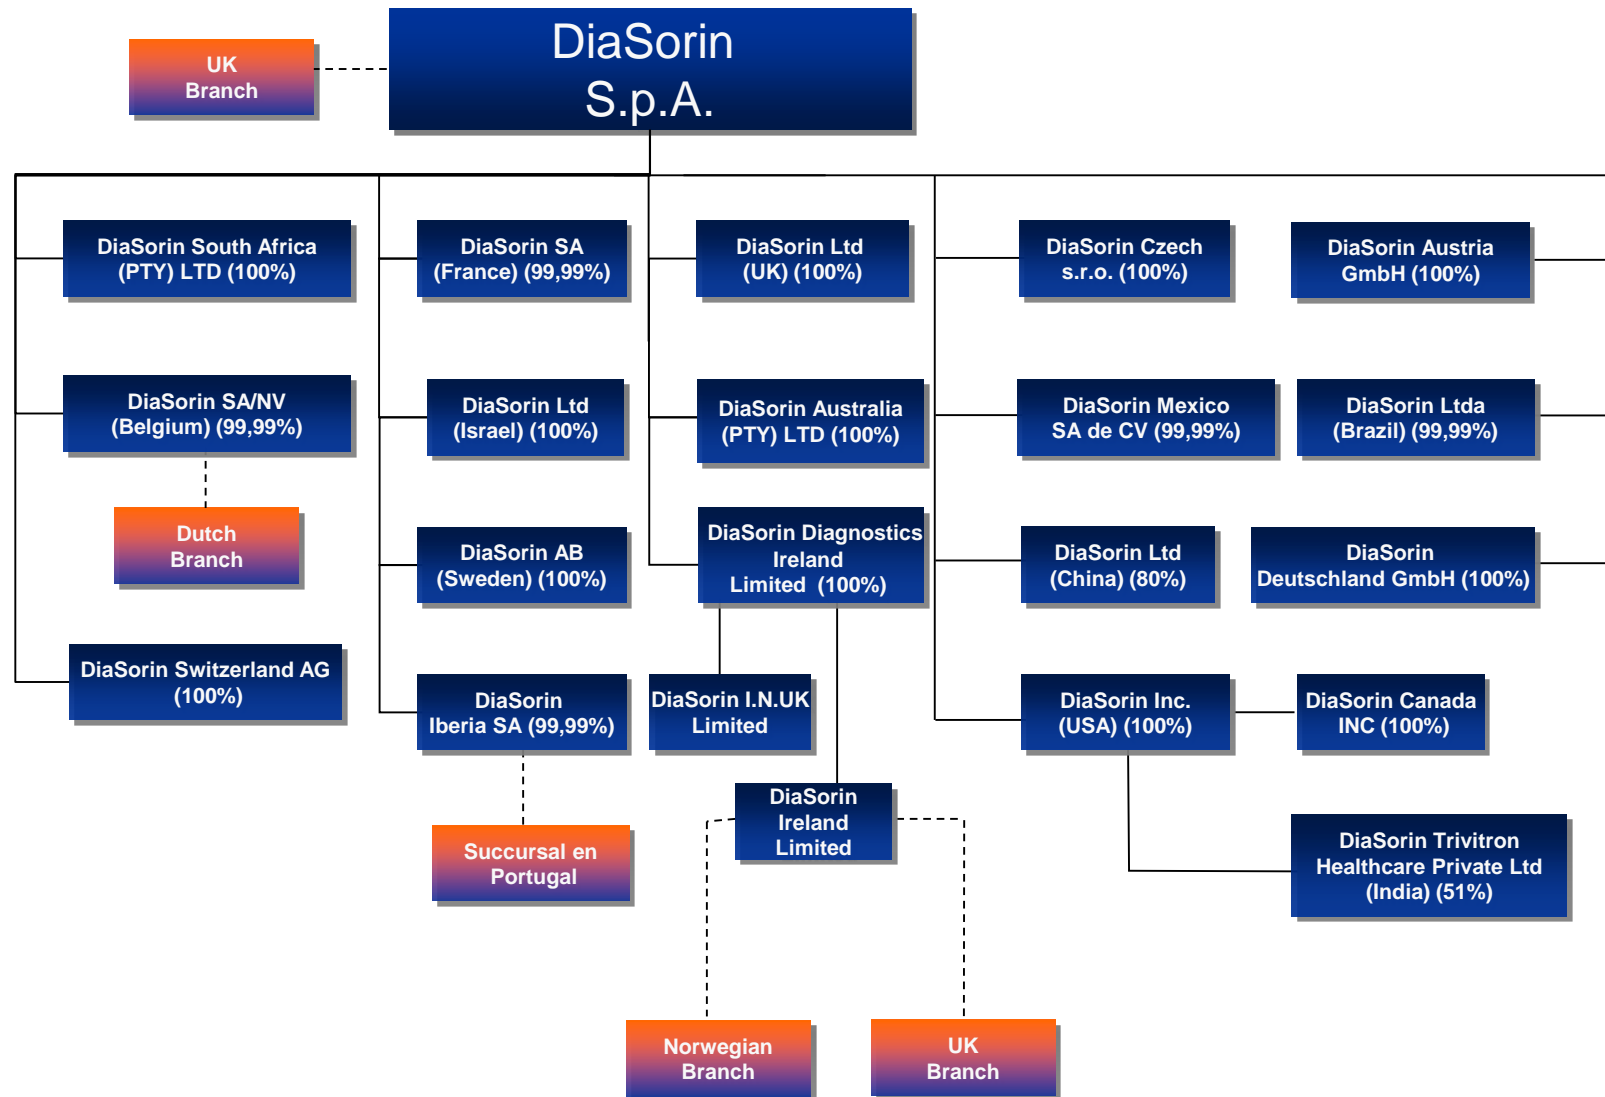 DiaSorin
S.p.A.
UK
Branch
DiaSorin South Africa
(PTY) LTD (100%)
DiaSorin SA
(France) (99,99%)
DiaSorin Ltd
(UK) (100%)
DiaSorin Czech
s.r.o. (100%)
DiaSorin Austria
GmbH (100%)
DiaSorin SA/NV
(Belgium) (99,99%)
DiaSorin Ltd
(Israel) (100%)
DiaSorin Australia
(PTY) LTD (100%)
DiaSorin Mexico
SA de CV (99,99%)
DiaSorin Ltda
(Brazil) (99,99%)
Dutch
Branch
DiaSorin AB
(Sweden) (100%)
DiaSorin Diagnostics
Ireland
Limited (100%)
DiaSorin Ltd
(China) (80%)
DiaSorin
Deutschland GmbH (100%)
DiaSorin Switzerland AG
(100%)
DiaSorin
Iberia SA (99,99%)
DiaSorin I.N.UK
Limited
DiaSorin Inc.
(USA) (100%)
DiaSorin Canada
INC (100%)
DiaSorin
Ireland
Limited
Succursal en
Portugal
DiaSorin Trivitron
Healthcare Private Ltd
(India) (51%)
Norwegian
Branch
UK
Branch